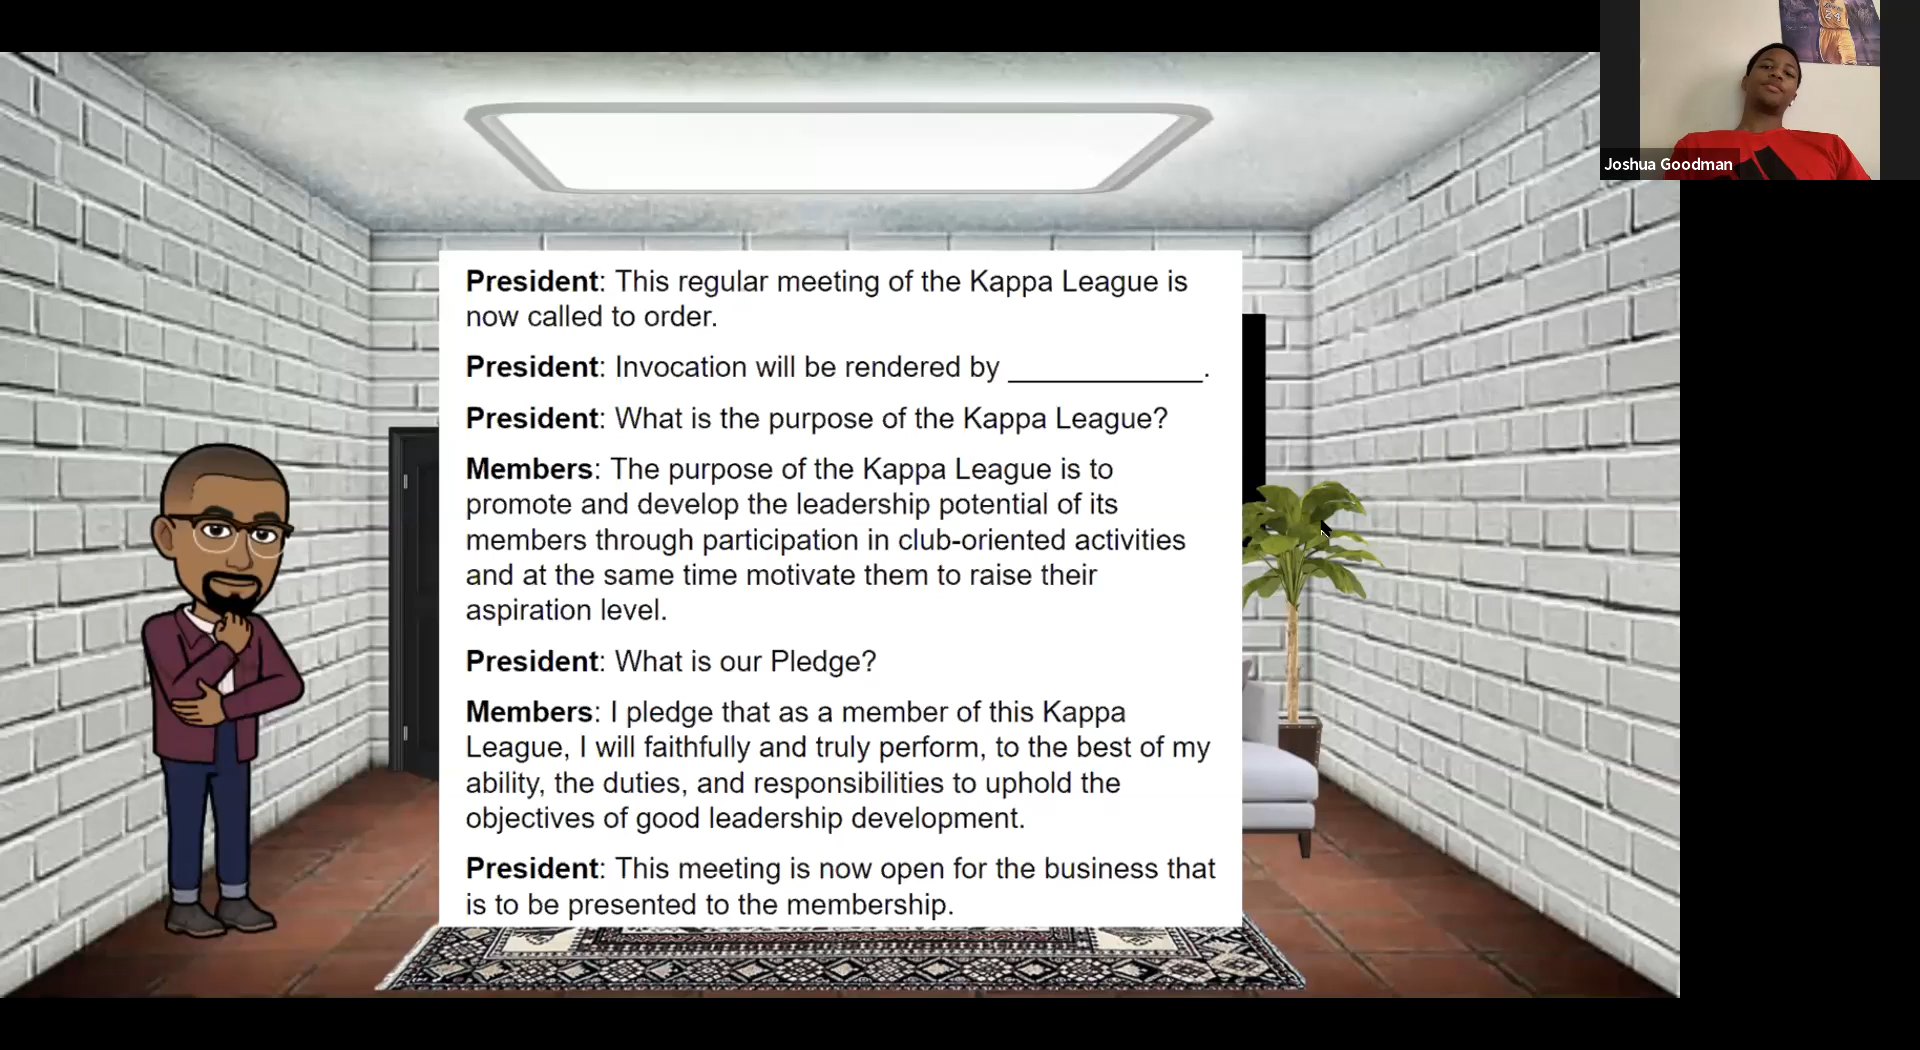 President: This regular meeting of the Kappa League is
now called to order.
President: Invocation will be rendered by _____________.
President: What is the purpose of the Kappa League?
Members: The purpose of the Kappa League is to
promote and develop the leadership potential of its
members through participation in club-oriented activities
and at the same time motivate them to raise their
aspiration level.
President: What is our Pledge?
Members: I pledge that as a member of this Kappa
League, I will faithfully and truly perform, to the best of my
ability, the duties, and responsibilities to uphold the
objectives of good leadership development.
President: This meeting is now open for the business that
is to be presented to the membership.
24
Joshua Goodman